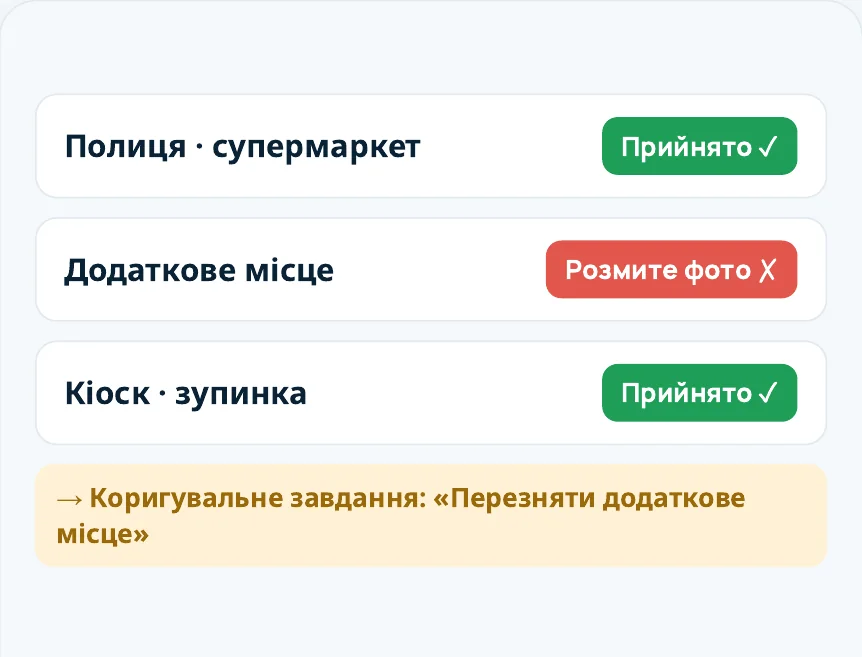 Полиця · супермаркет
Прийнято ✓
Додаткове місце
Розмите фото ✗
Кіоск · зупинка
Прийнято ✓
→ Коригувальне завдання: «Перезняти додаткове
місце»